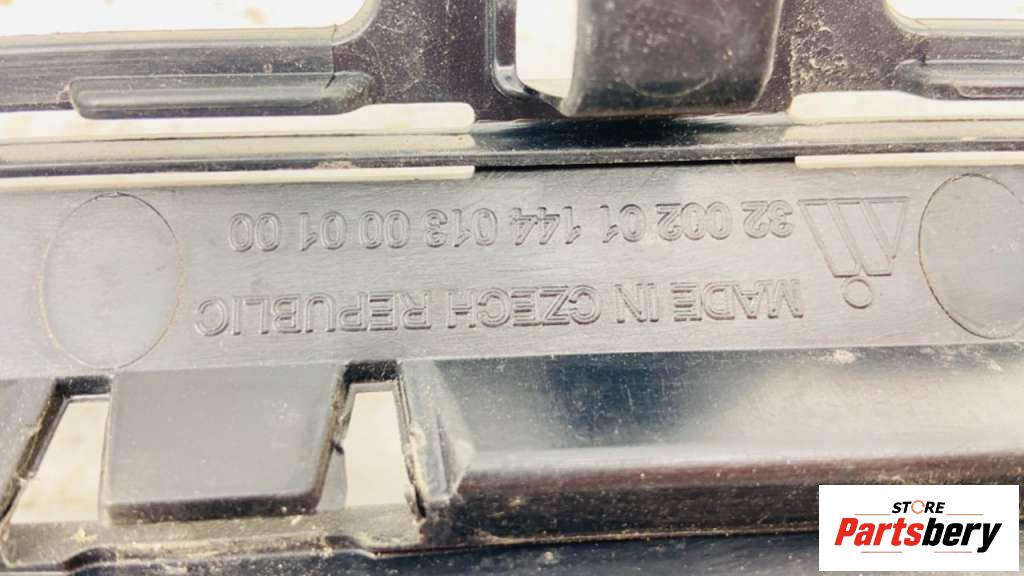 MADE IN CZECH REPUBLIC
32 002 01 144 013 00 01 00
STORE
Partsbery